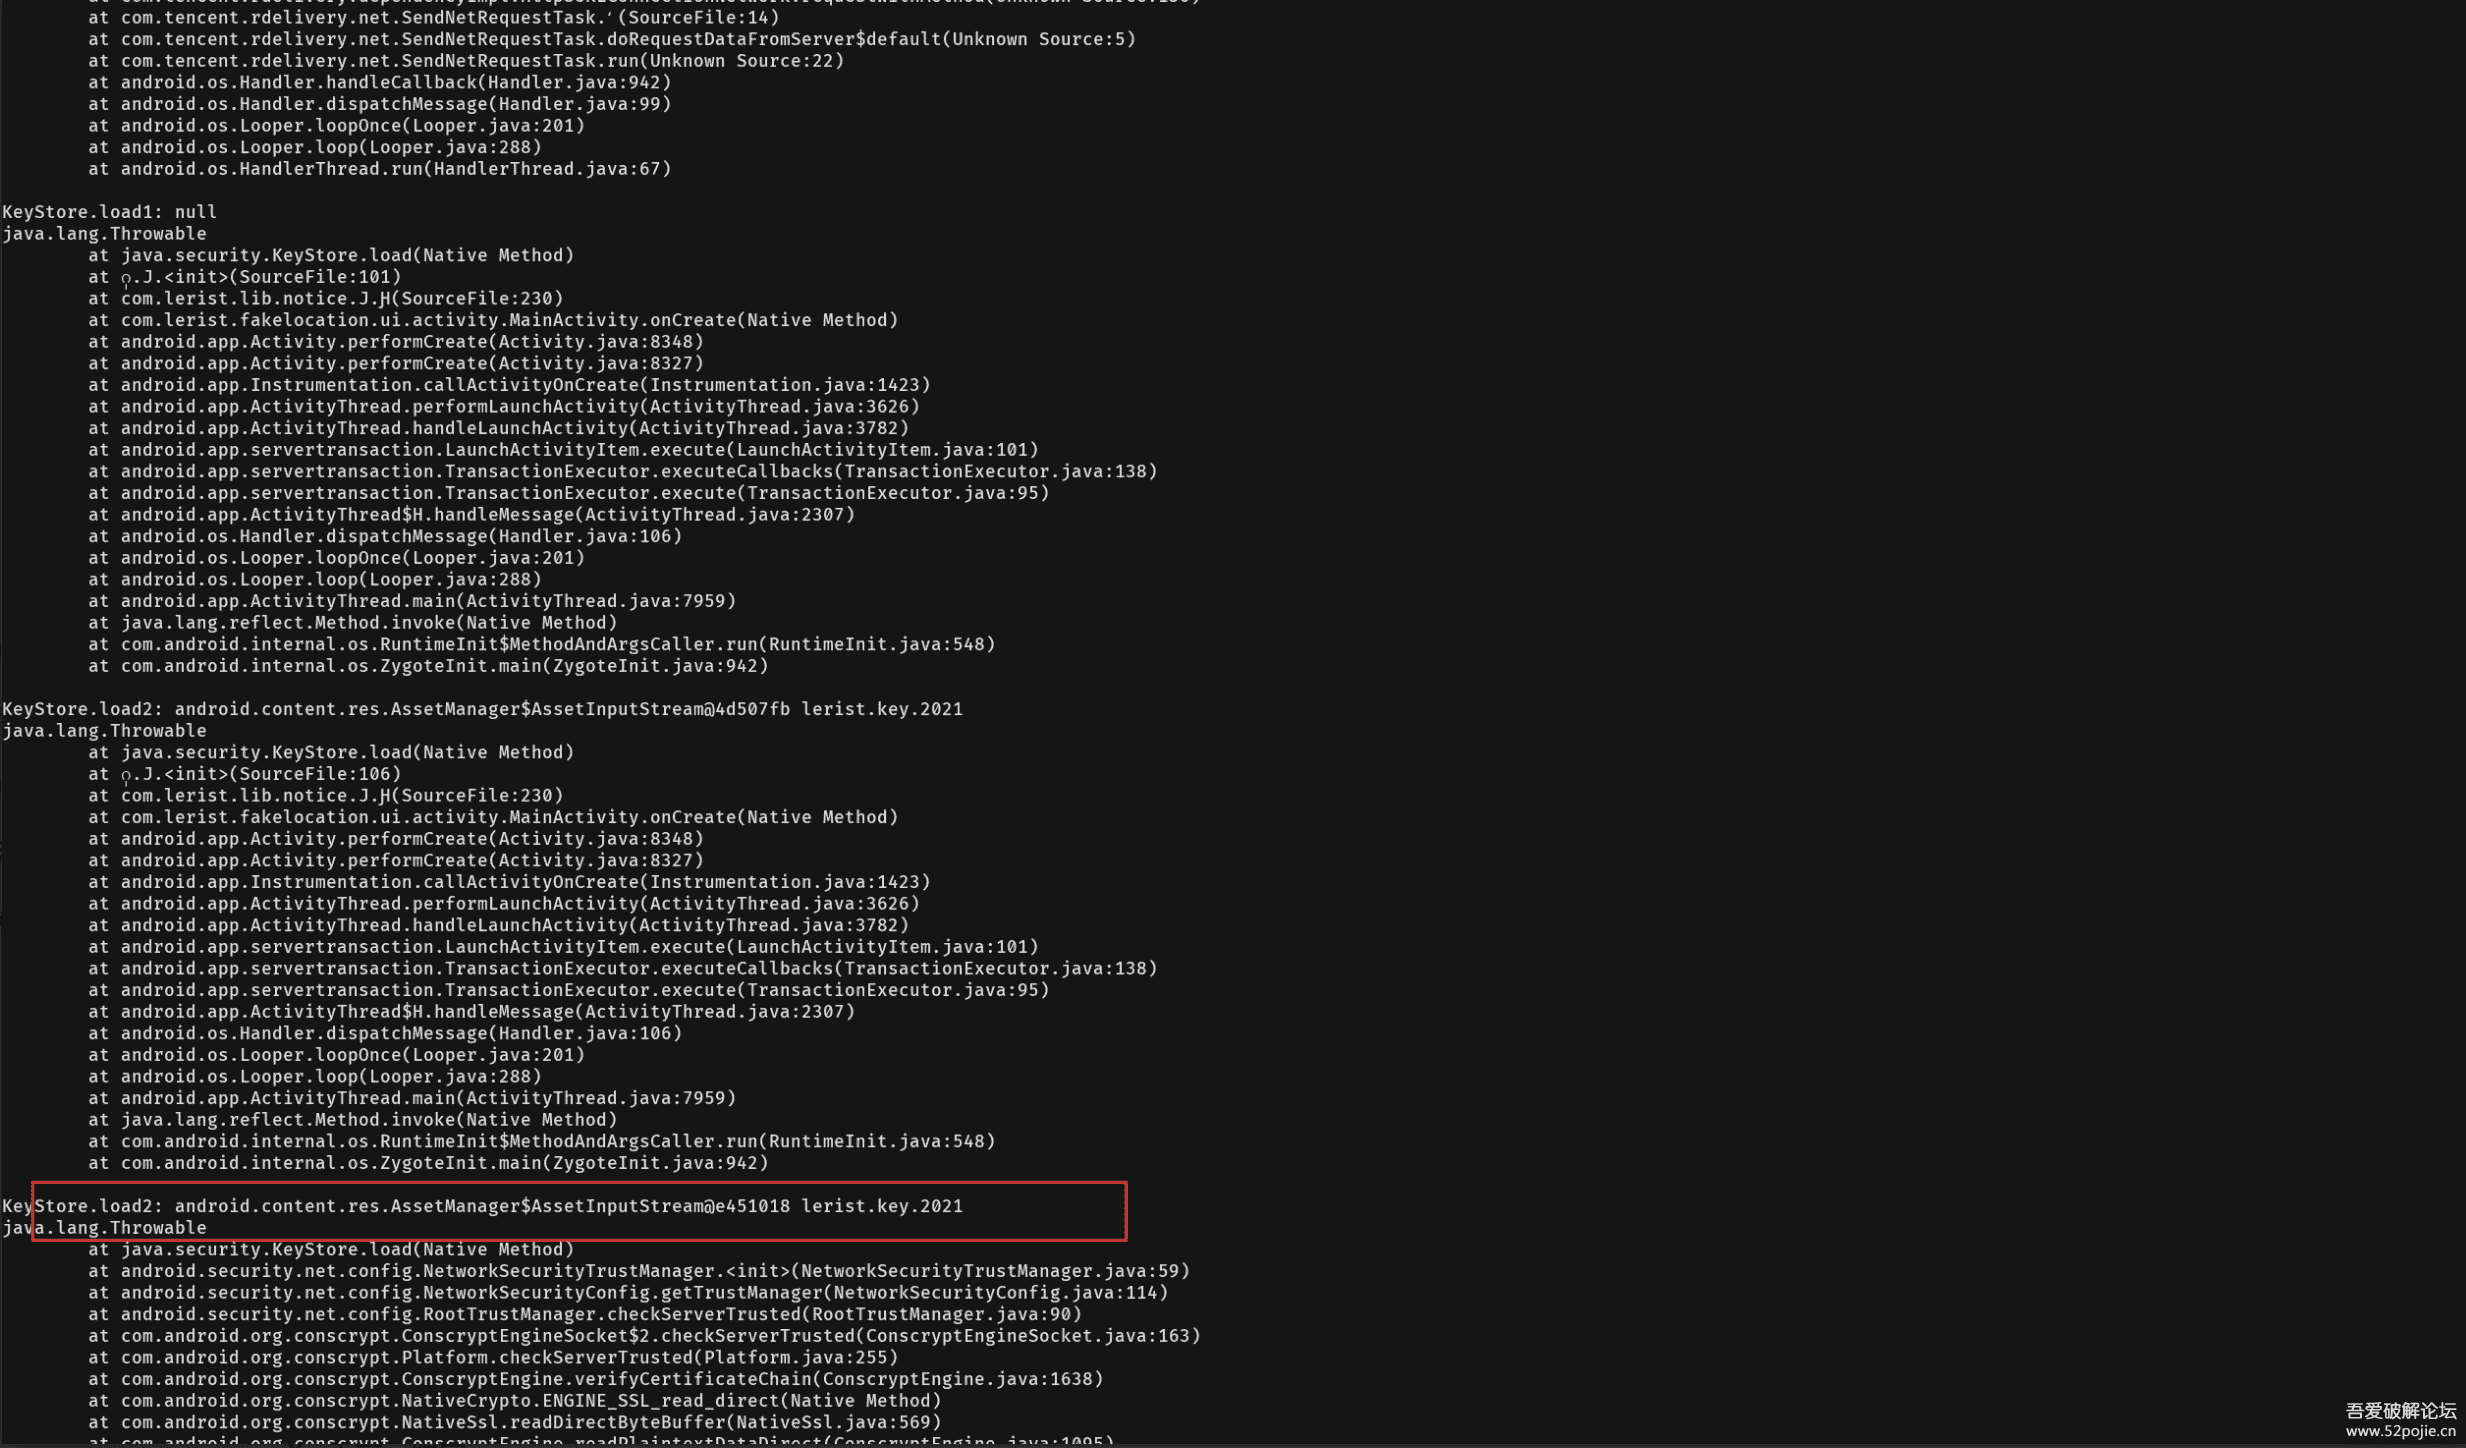 at com.tencent.rdelivery.net.SendNetRequestTask.ʻ(SourceFile:14)
at com.tencent.rdelivery.net.SendNetRequestTask.doRequestDataFromServer$default(Unknown Source:5)
at com.tencent.rdelivery.net.SendNetRequestTask.run(Unknown Source:22)
at android.os.Handler.handleCallback(Handler.java:942)
at android.os.Handler.dispatchMessage(Handler.java:99)
at android.os.Looper.loopOnce(Looper.java:201)
at android.os.Looper.loop(Looper.java:288)
at android.os.HandlerThread.run(HandlerThread.java:67)
KeyStore.load1: null
java.lang.Throwable
at java.security.KeyStore.load(Native Method)
at ဂ.J.<init>(SourceFile:101)
at com.lerist.lib.notice.J.Ḥ(SourceFile:230)
at com.lerist.fakelocation.ui.activity.MainActivity.onCreate(Native Method)
at android.app.Activity.performCreate(Activity.java:8348)
at android.app.Activity.performCreate(Activity.java:8327)
at android.app.Instrumentation.callActivityOnCreate(Instrumentation.java:1423)
at android.app.ActivityThread.performLaunchActivity(ActivityThread.java:3626)
at android.app.ActivityThread.handleLaunchActivity(ActivityThread.java:3782)
at android.app.servertransaction.LaunchActivityItem.execute(LaunchActivityItem.java:101)
at android.app.servertransaction.TransactionExecutor.executeCallbacks(TransactionExecutor.java:138)
at android.app.servertransaction.TransactionExecutor.execute(TransactionExecutor.java:95)
at android.app.ActivityThread$H.handleMessage(ActivityThread.java:2307)
at android.os.Handler.dispatchMessage(Handler.java:106)
at android.os.Looper.loopOnce(Looper.java:201)
at android.os.Looper.loop(Looper.java:288)
at android.app.ActivityThread.main(ActivityThread.java:7959)
at java.lang.reflect.Method.invoke(Native Method)
at com.android.internal.os.RuntimeInit$MethodAndArgsCaller.run(RuntimeInit.java:548)
at com.android.internal.os.ZygoteInit.main(ZygoteInit.java:942)
KeyStore.load2: android.content.res.AssetManager$AssetInputStream@4d507fb lerist.key.2021
java.lang.Throwable
at java.security.KeyStore.load(Native Method)
at ဂ.J.<init>(SourceFile:106)
at com.lerist.lib.notice.J.Ḥ(SourceFile:230)
at com.lerist.fakelocation.ui.activity.MainActivity.onCreate(Native Method)
at android.app.Activity.performCreate(Activity.java:8348)
at android.app.Activity.performCreate(Activity.java:8327)
at android.app.Instrumentation.callActivityOnCreate(Instrumentation.java:1423)
at android.app.ActivityThread.performLaunchActivity(ActivityThread.java:3626)
at android.app.ActivityThread.handleLaunchActivity(ActivityThread.java:3782)
at android.app.servertransaction.LaunchActivityItem.execute(LaunchActivityItem.java:101)
at android.app.servertransaction.TransactionExecutor.executeCallbacks(TransactionExecutor.java:138)
at android.app.servertransaction.TransactionExecutor.execute(TransactionExecutor.java:95)
at android.app.ActivityThread$H.handleMessage(ActivityThread.java:2307)
at android.os.Handler.dispatchMessage(Handler.java:106)
at android.os.Looper.loopOnce(Looper.java:201)
at android.os.Looper.loop(Looper.java:288)
at android.app.ActivityThread.main(ActivityThread.java:7959)
at java.lang.reflect.Method.invoke(Native Method)
at com.android.internal.os.RuntimeInit$MethodAndArgsCaller.run(RuntimeInit.java:548)
at com.android.internal.os.ZygoteInit.main(ZygoteInit.java:942)
KeyStore.load2: android.content.res.AssetManager$AssetInputStream@e451018 lerist.key.2021
java.lang.Throwable
at java.security.KeyStore.load(Native Method)
at android.security.net.config.NetworkSecurityTrustManager.<init>(NetworkSecurityTrustManager.java:59)
at android.security.net.config.NetworkSecurityConfig.getTrustManager(NetworkSecurityConfig.java:114)
at android.security.net.config.RootTrustManager.checkServerTrusted(RootTrustManager.java:90)
at com.android.org.conscrypt.ConscryptEngineSocket$2.checkServerTrusted(ConscryptEngineSocket.java:163)
at com.android.org.conscrypt.Platform.checkServerTrusted(Platform.java:255)
at com.android.org.conscrypt.ConscryptEngine.verifyCertificateChain(ConscryptEngine.java:1638)
at com.android.org.conscrypt.NativeCrypto.ENGINE_SSL_read_direct(Native Method)
at com.android.org.conscrypt.NativeSsl.readDirectByteBuffer(NativeSsl.java:569)
at com.android.org.conscrypt.ConscryptEngine.readPlaintextDataDirect(ConscryptEngine.java:1095)
吾爱破解论坛
www.52pojie.cn